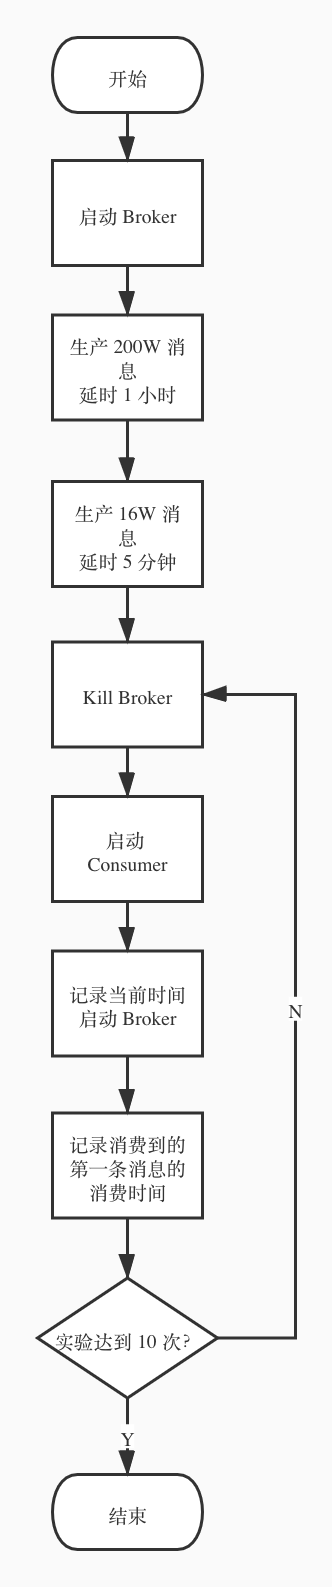 开始
启动 Broker
生产 200W 消
息
延时 1 小时
生产 16W 消
息
延时 5 分钟
Kill Broker
启动
Consumer
记录当前时间
启动 Broker
N
记录消费到的
第一条消息的
消费时间
实验达到 10 次?
Y
结束